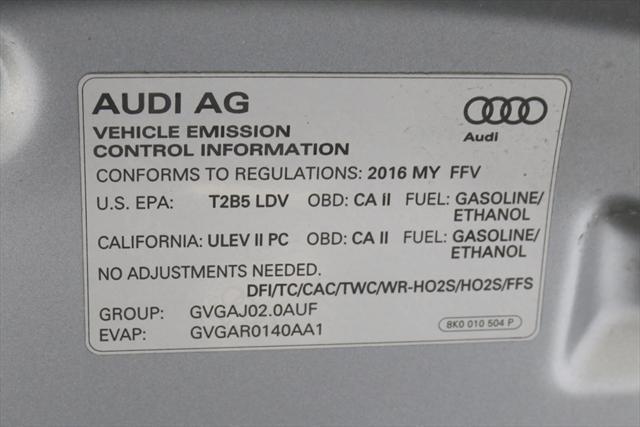 AUDI AG
Audi
VEHICLE EMISSION
CONTROL INFORMATION
CONFORMS TO REGULATIONS: 2016 MY FFV
U.S. EPA: T2B5 LDV OBD: CA II FUEL: GASOLINE/
ETHANOL
CALIFORNIA: ULEV II PC OBD: CA II FUEL: GASOLINE/
ETHANOL
NO ADJUSTMENTS NEEDED.
DFI/TC/CAC/TWC/WR-HO2S/HO2S/FFS
GROUP: GVGAJ02.0AUF
EVAP: GVGAR0140AA1
8K0 010 504 P